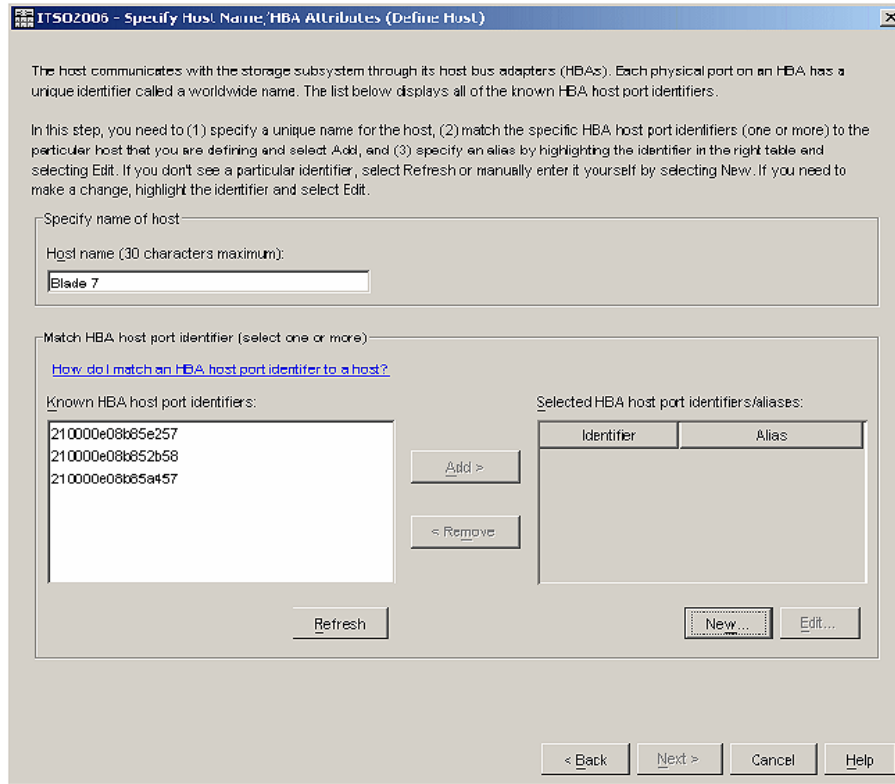 ITSO2006 - Specify Host Name/HBA Attributes (Define Host)
The host communicates with the storage subsystem through its host bus adapters (HBAs). Each physical port on an HBA has a
unique identifier called a worldwide name. The list below displays all of the known HBA host port identifiers.
In this step, you need to (1) specify a unique name for the host, (2) match the specific HBA host port identifiers (one or more) to the
particular host that you are defining and select Add, and (3) specify an alias by highlighting the identifier in the right table and
selecting Edit. If you don't see a particular identifier, select Refresh or manually enter it yourself by selecting New. If you need to
make a change, highlight the identifier and select Edit.
Specify name of host
Host name (30 characters maximum):
Blade 7
Match HBA host port identifier (select one or more)
How do I match an HBA host port identifer to a host?
Known HBA host port identifiers:
210000e08b85e257
210000e08b852b58
210000e08b85a457
Add >
< Remove
Refresh
Selected HBA host port identifiers/aliases:
Identifier Alias
New... Edit...
< Back Next > Cancel Help